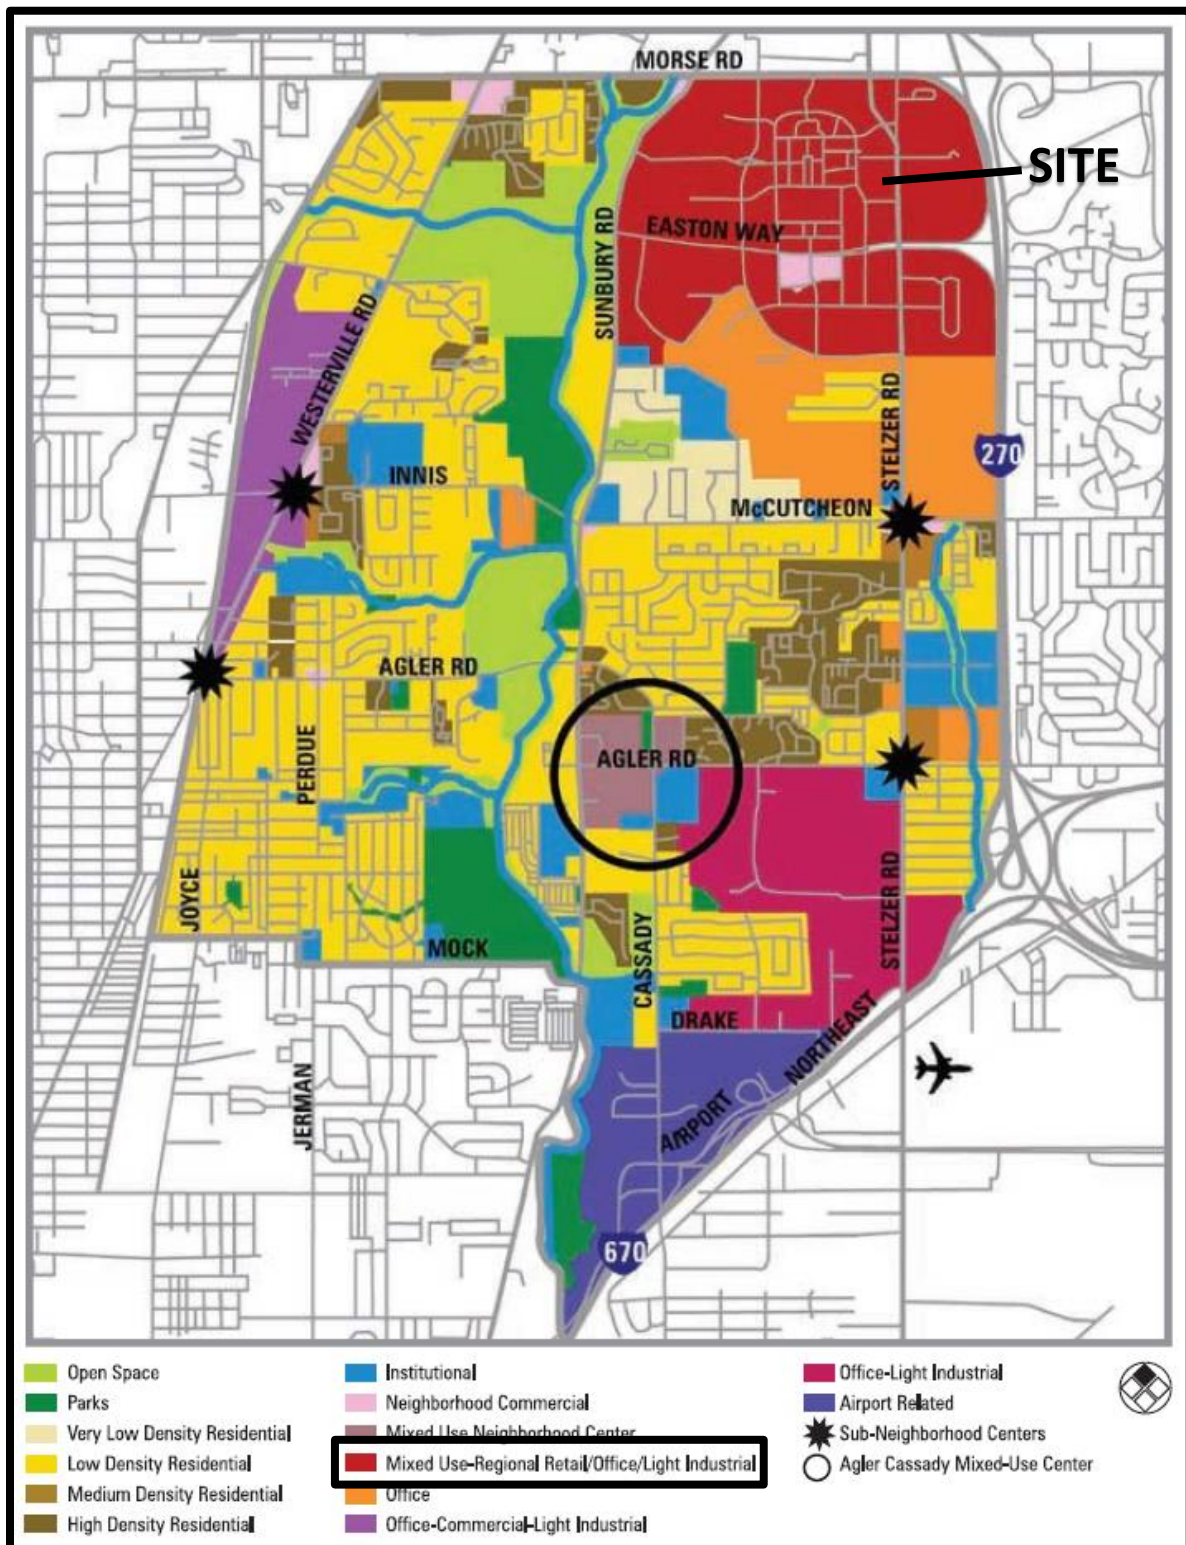 MORSE RD
SITE
SUNBURY RD
EASTON WAY
WESTERVILLE RD
STELZER RD
270
INNIS
McCUTCHEON
AGLER RD
PERDUE
AGLER RD
JOYCE
STELZER RD
MOCK
CASSADY
DRAKE
NORTHEAST
JERMAN
AIRPORT
670
Open Space
Parks
Very Low Density Residential
Low Density Residential
Medium Density Residential
High Density Residential
Institutional
Neighborhood Commercial
Mixed Use Neighborhood Center
Mixed Use-Regional Retail/Office/Light Industrial
Office
Office-Commercial-Light Industrial
Office-Light Industrial
Airport Related
Sub-Neighborhood Centers
Agler Cassady Mixed-Use Center